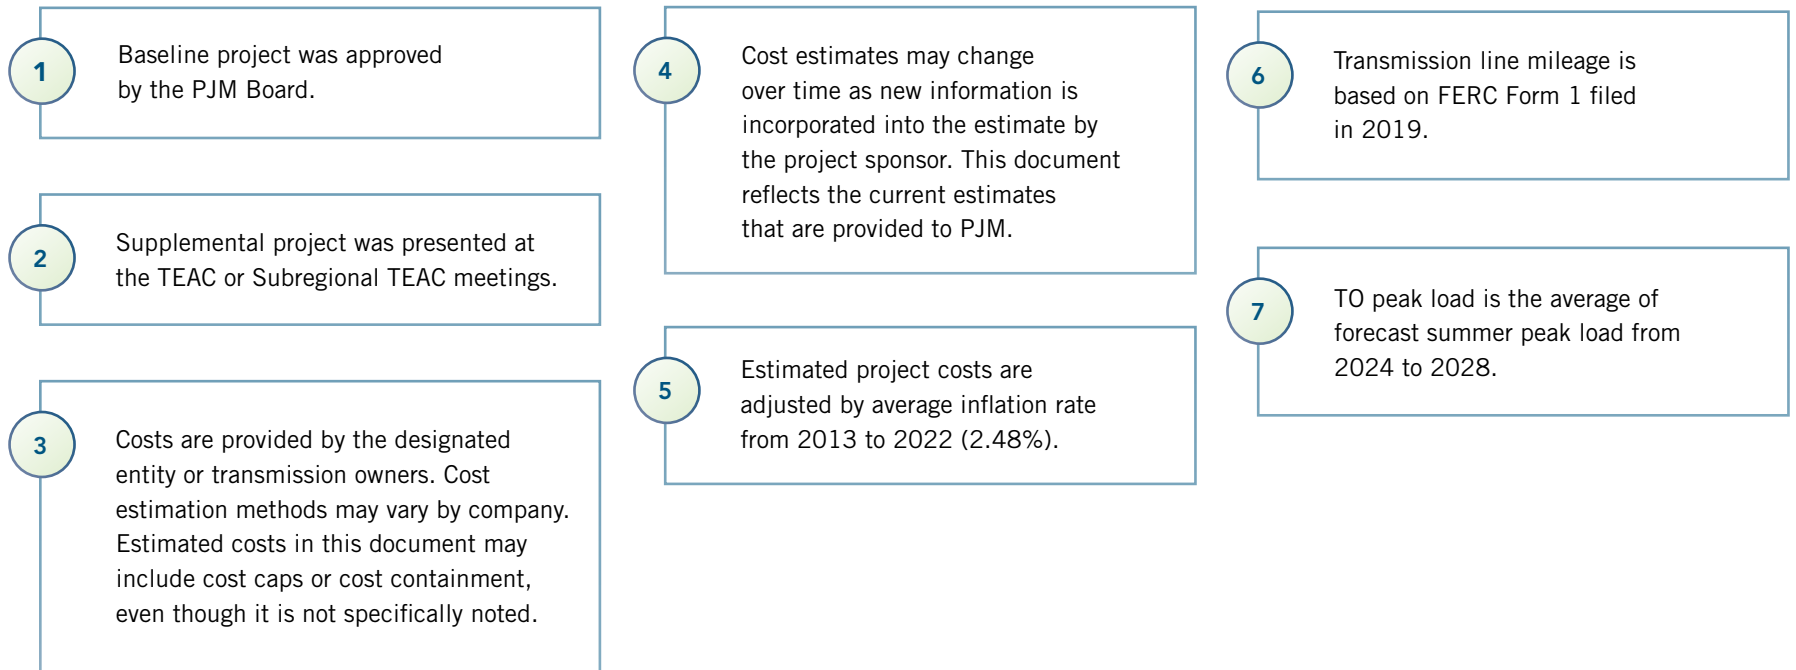 1
Baseline project was approved
by the PJM Board.
2
Supplemental project was presented at
the TEAC or Subregional TEAC meetings.
3
Costs are provided by the designated
entity or transmission owners. Cost
estimation methods may vary by company.
Estimated costs in this document may
include cost caps or cost containment,
even though it is not specifically noted.
4
Cost estimates may change
over time as new information is
incorporated into the estimate by
the project sponsor. This document
reflects the current estimates
that are provided to PJM.
5
Estimated project costs are
adjusted by average inflation rate
from 2013 to 2022 (2.48%).
6
Transmission line mileage is
based on FERC Form 1 filed
in 2019.
7
TO peak load is the average of
forecast summer peak load from
2024 to 2028.